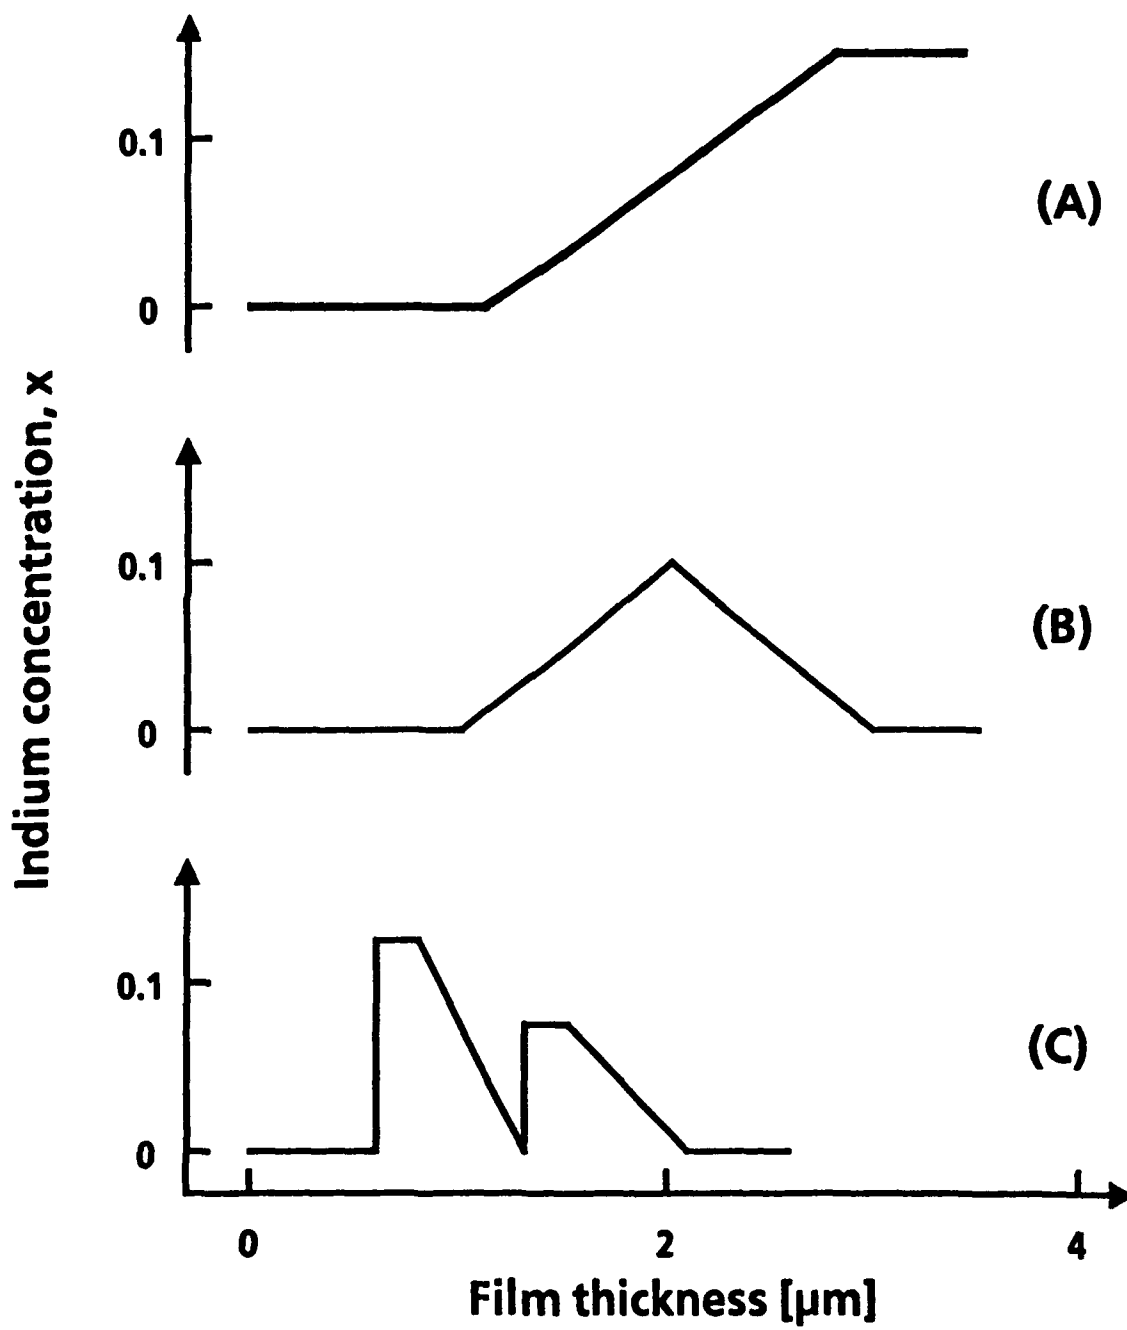 0.1
(A)
0
Indium concentration, x
0.1
(B)
0
0.1
(C)
0
0 2 4
Film thickness [μm]